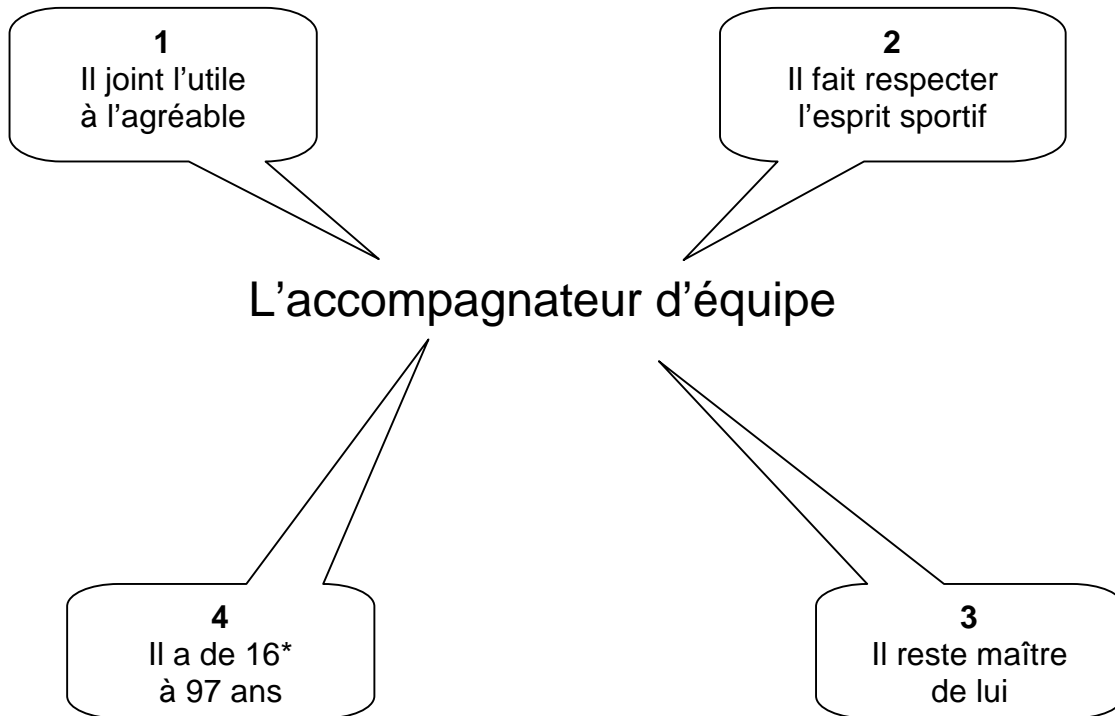 1
Il joint l’utile
à l’agréable
2
Il fait respecter
l’esprit sportif
L’accompagnateur d’équipe
4
Il a de 16*
à 97 ans
3
Il reste maître
de lui